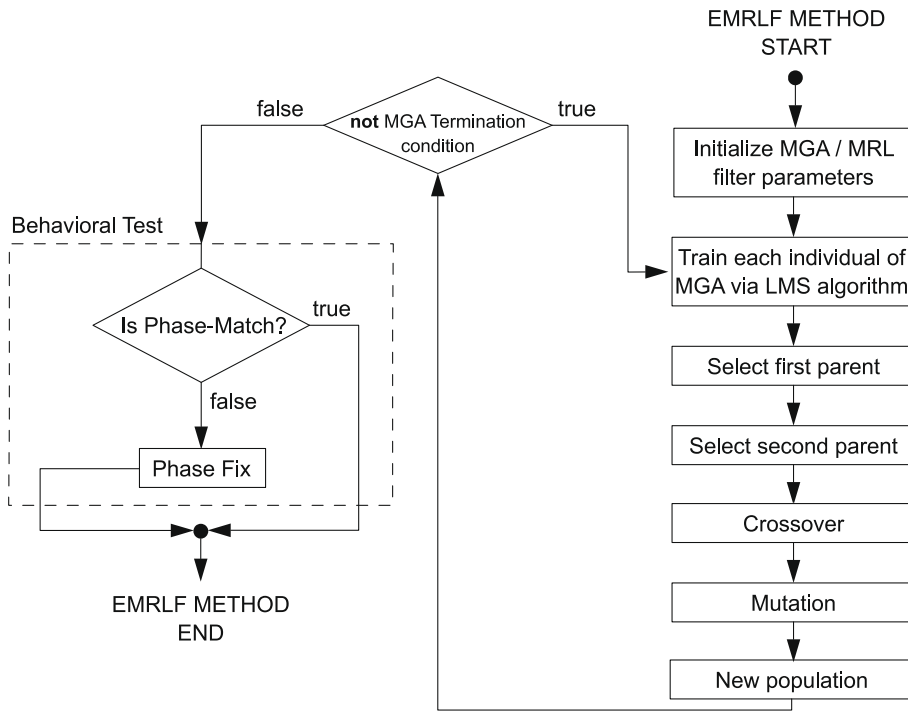 EMRLF METHOD
START
Initialize MGA / MRL
filter parameters
Train each individual of
MGA via LMS algorithm
Select first parent
Select second parent
Crossover
Mutation
New population
not MGA Termination
condition
true
false
Behavioral Test
Is Phase-Match?
true
false
Phase Fix
EMRLF METHOD
END